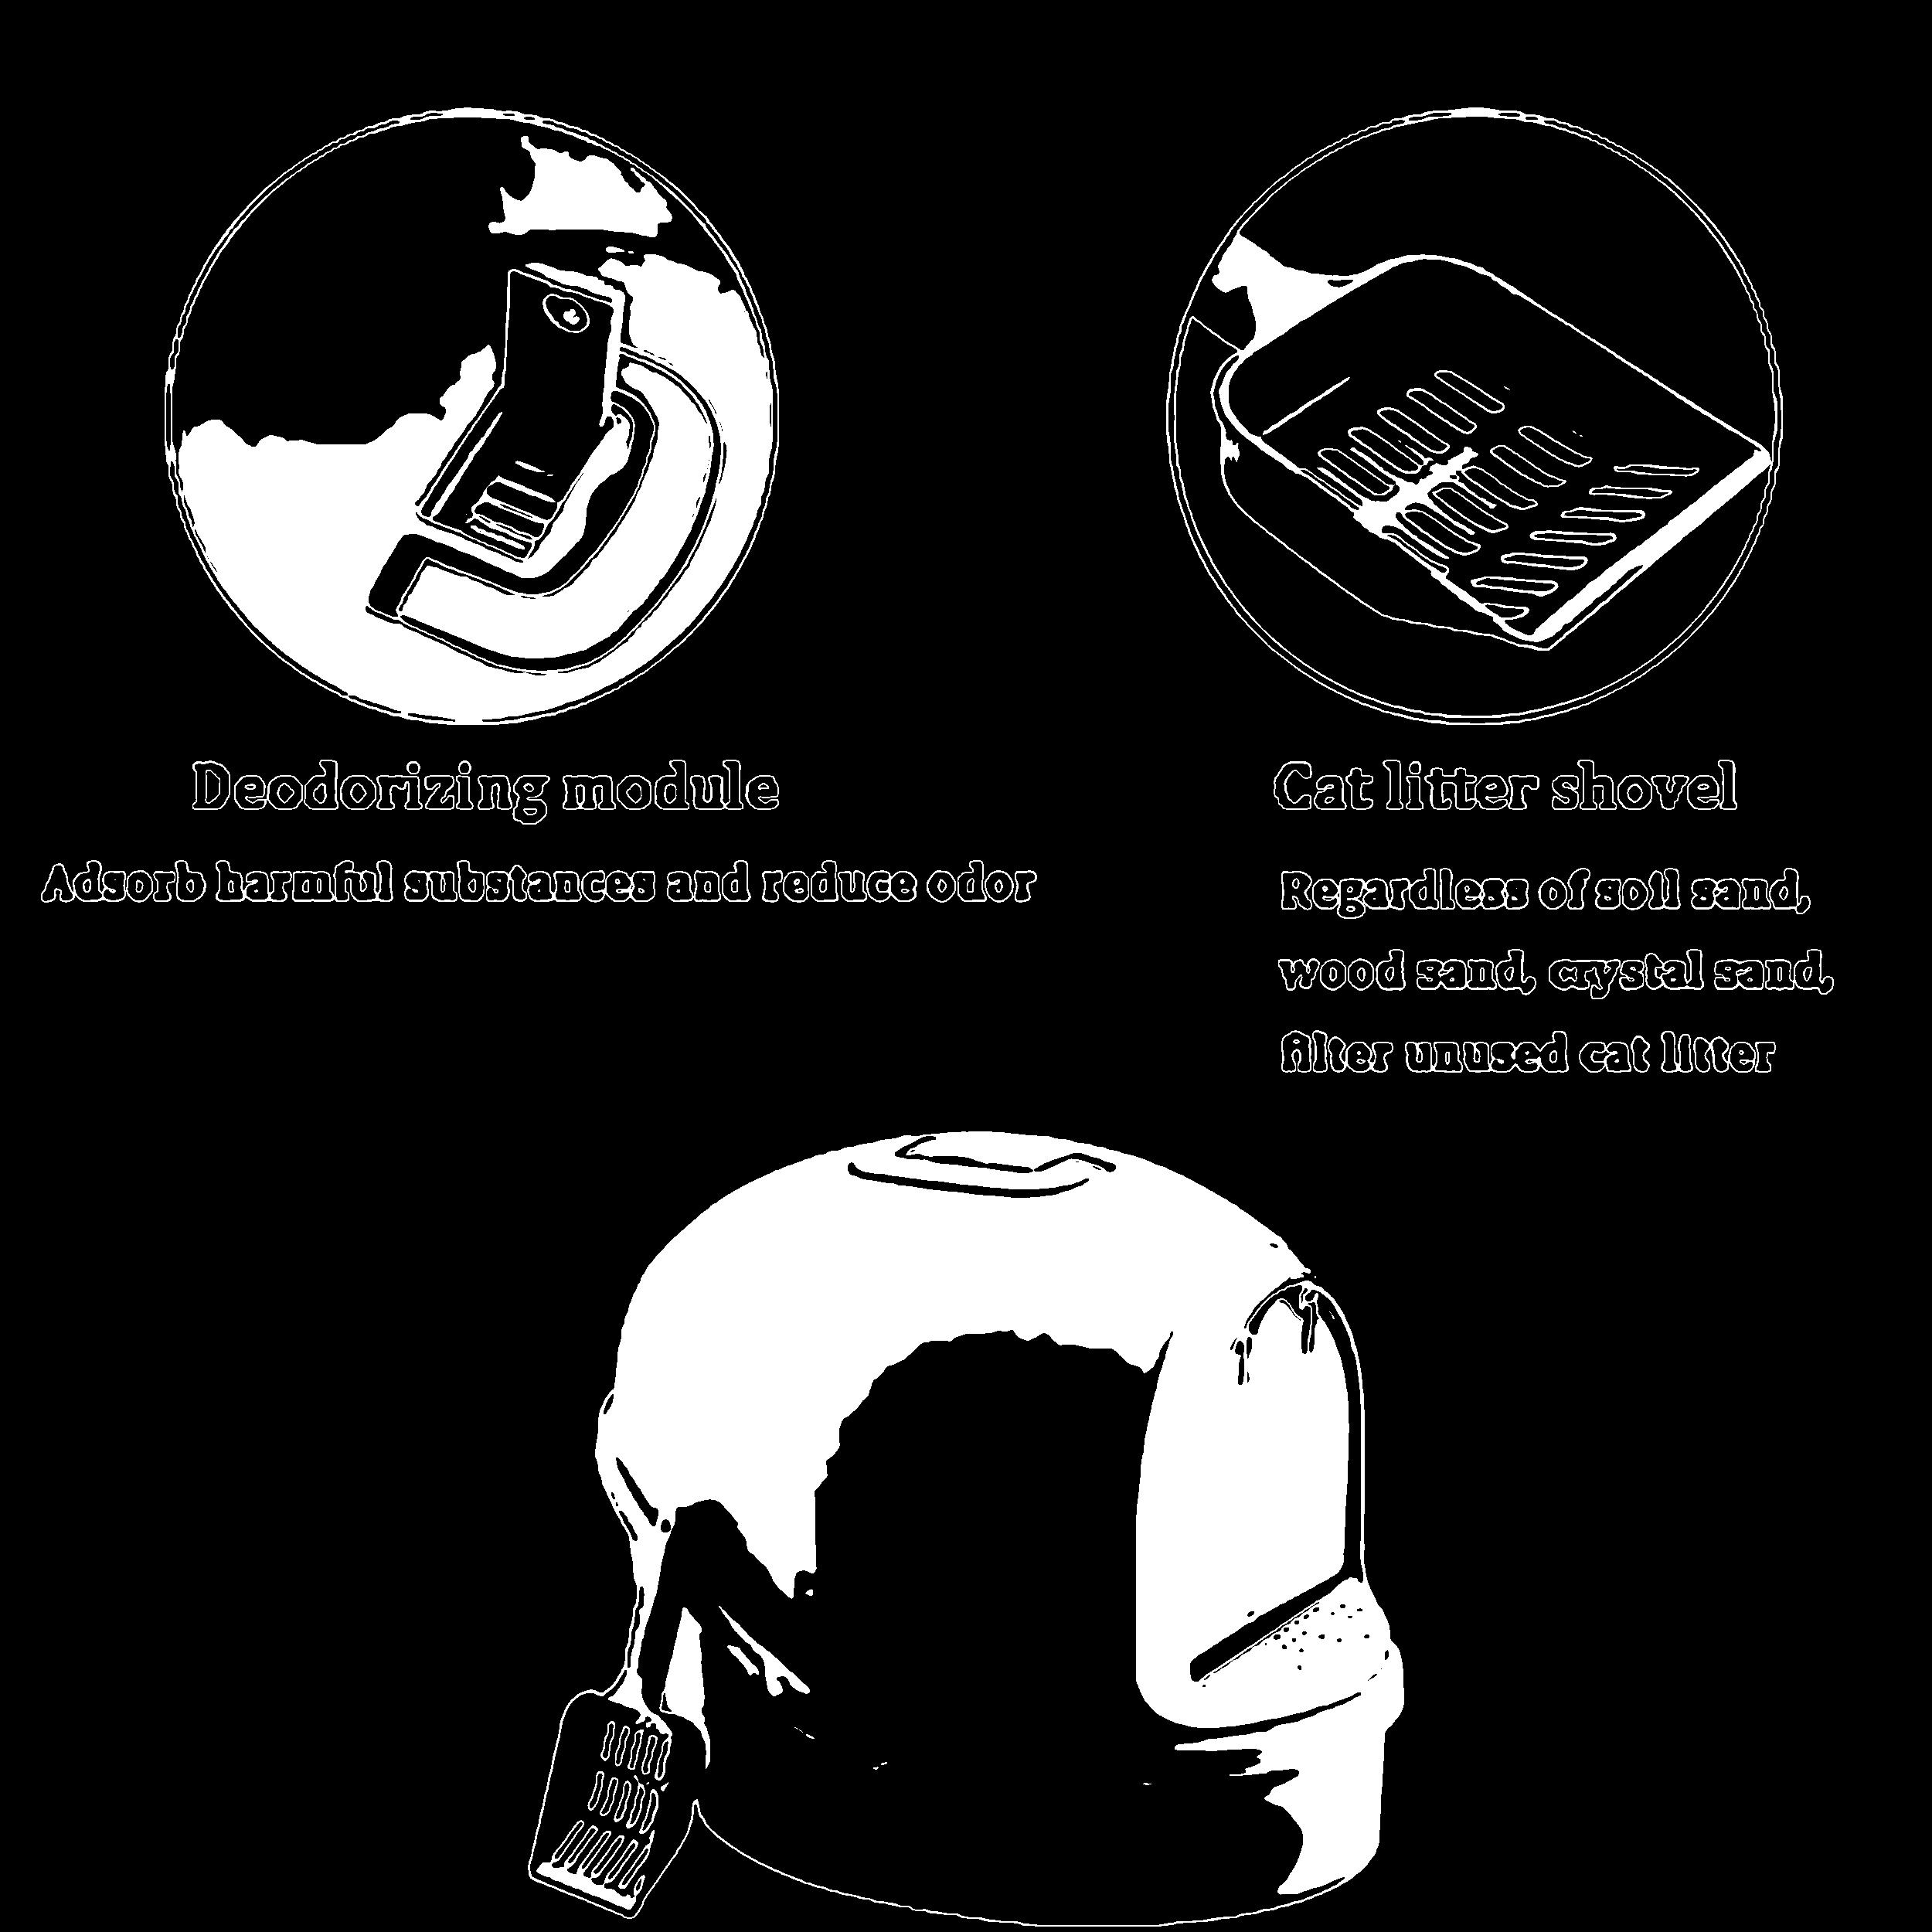 Deodorizing module
Adsorb harmful substances and reduce odor
Cat litter shovel
Regardless of soil sand,
wood sand, crystal sand,
filter unused cat litter